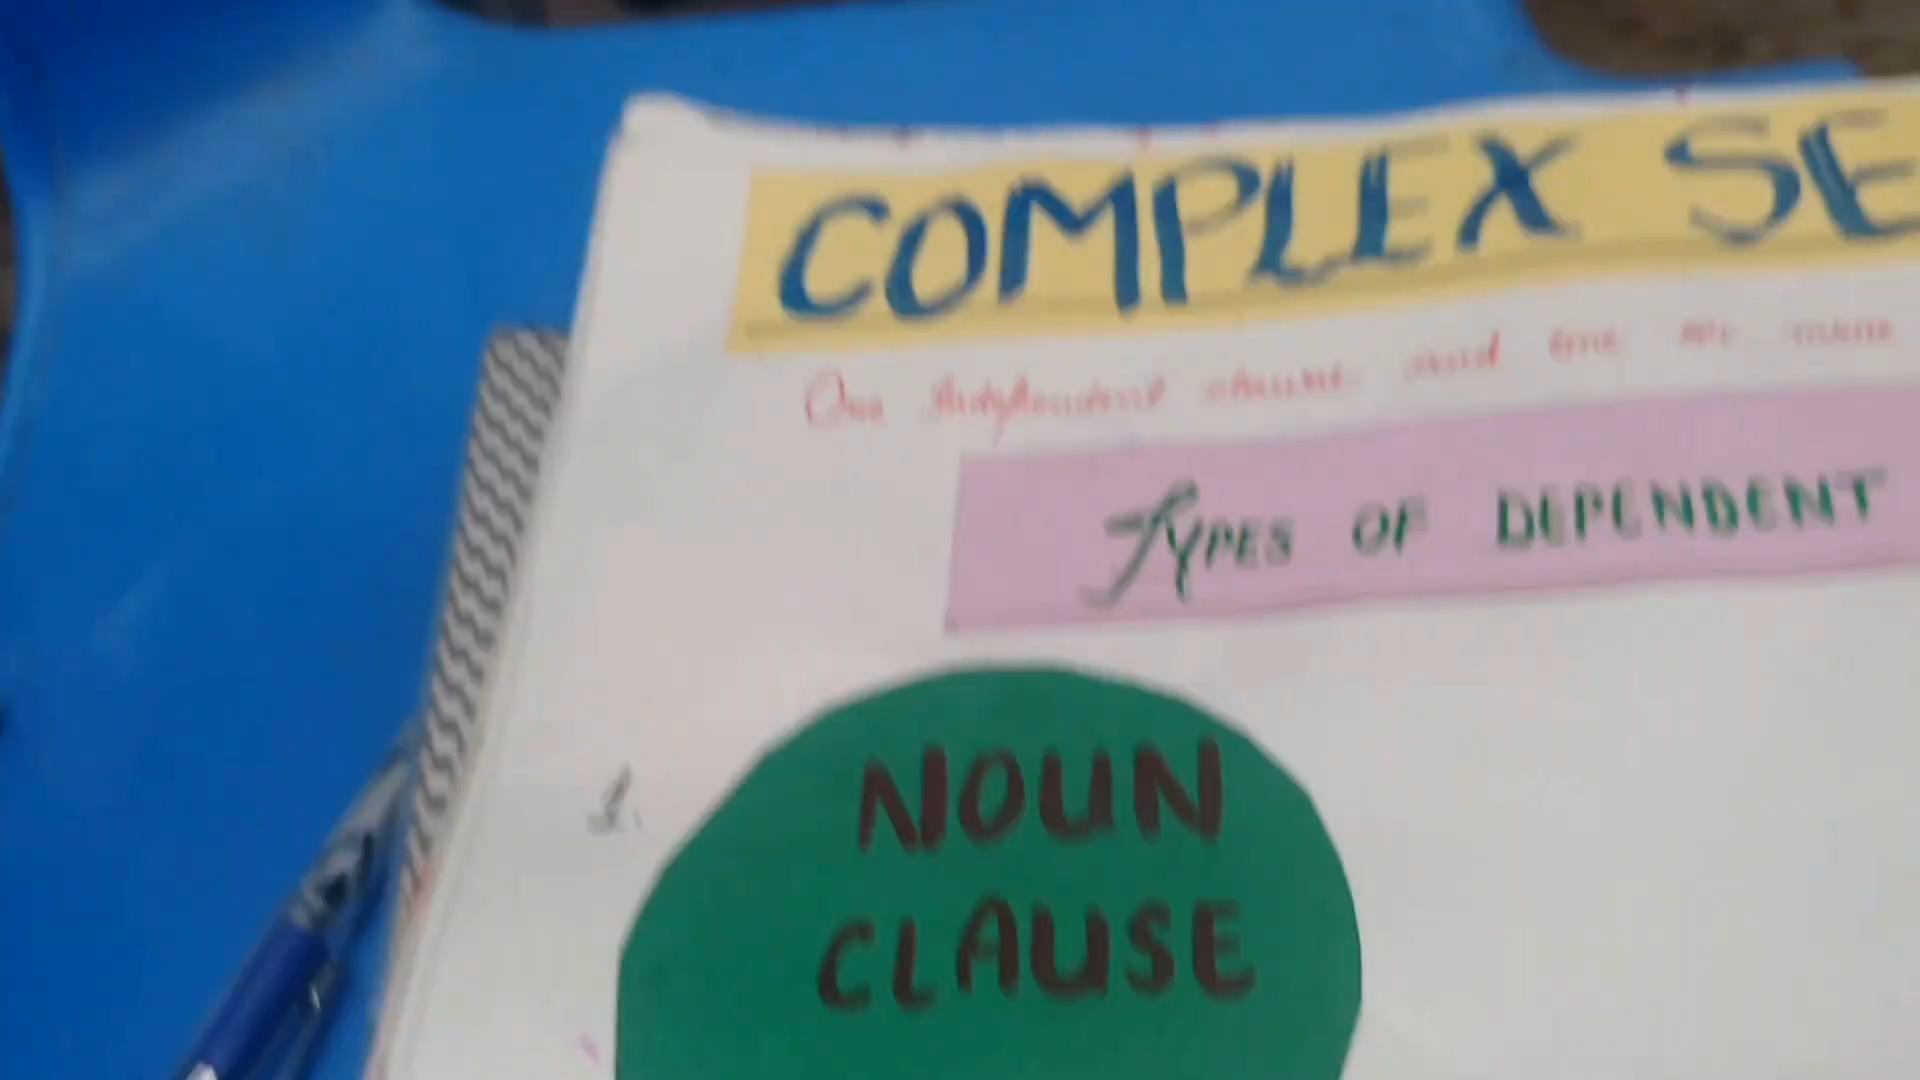 COMPLEX SE
One Independent clause and one or more
TYPES OF DEPENDENT
1.
NOUN
CLAUSE